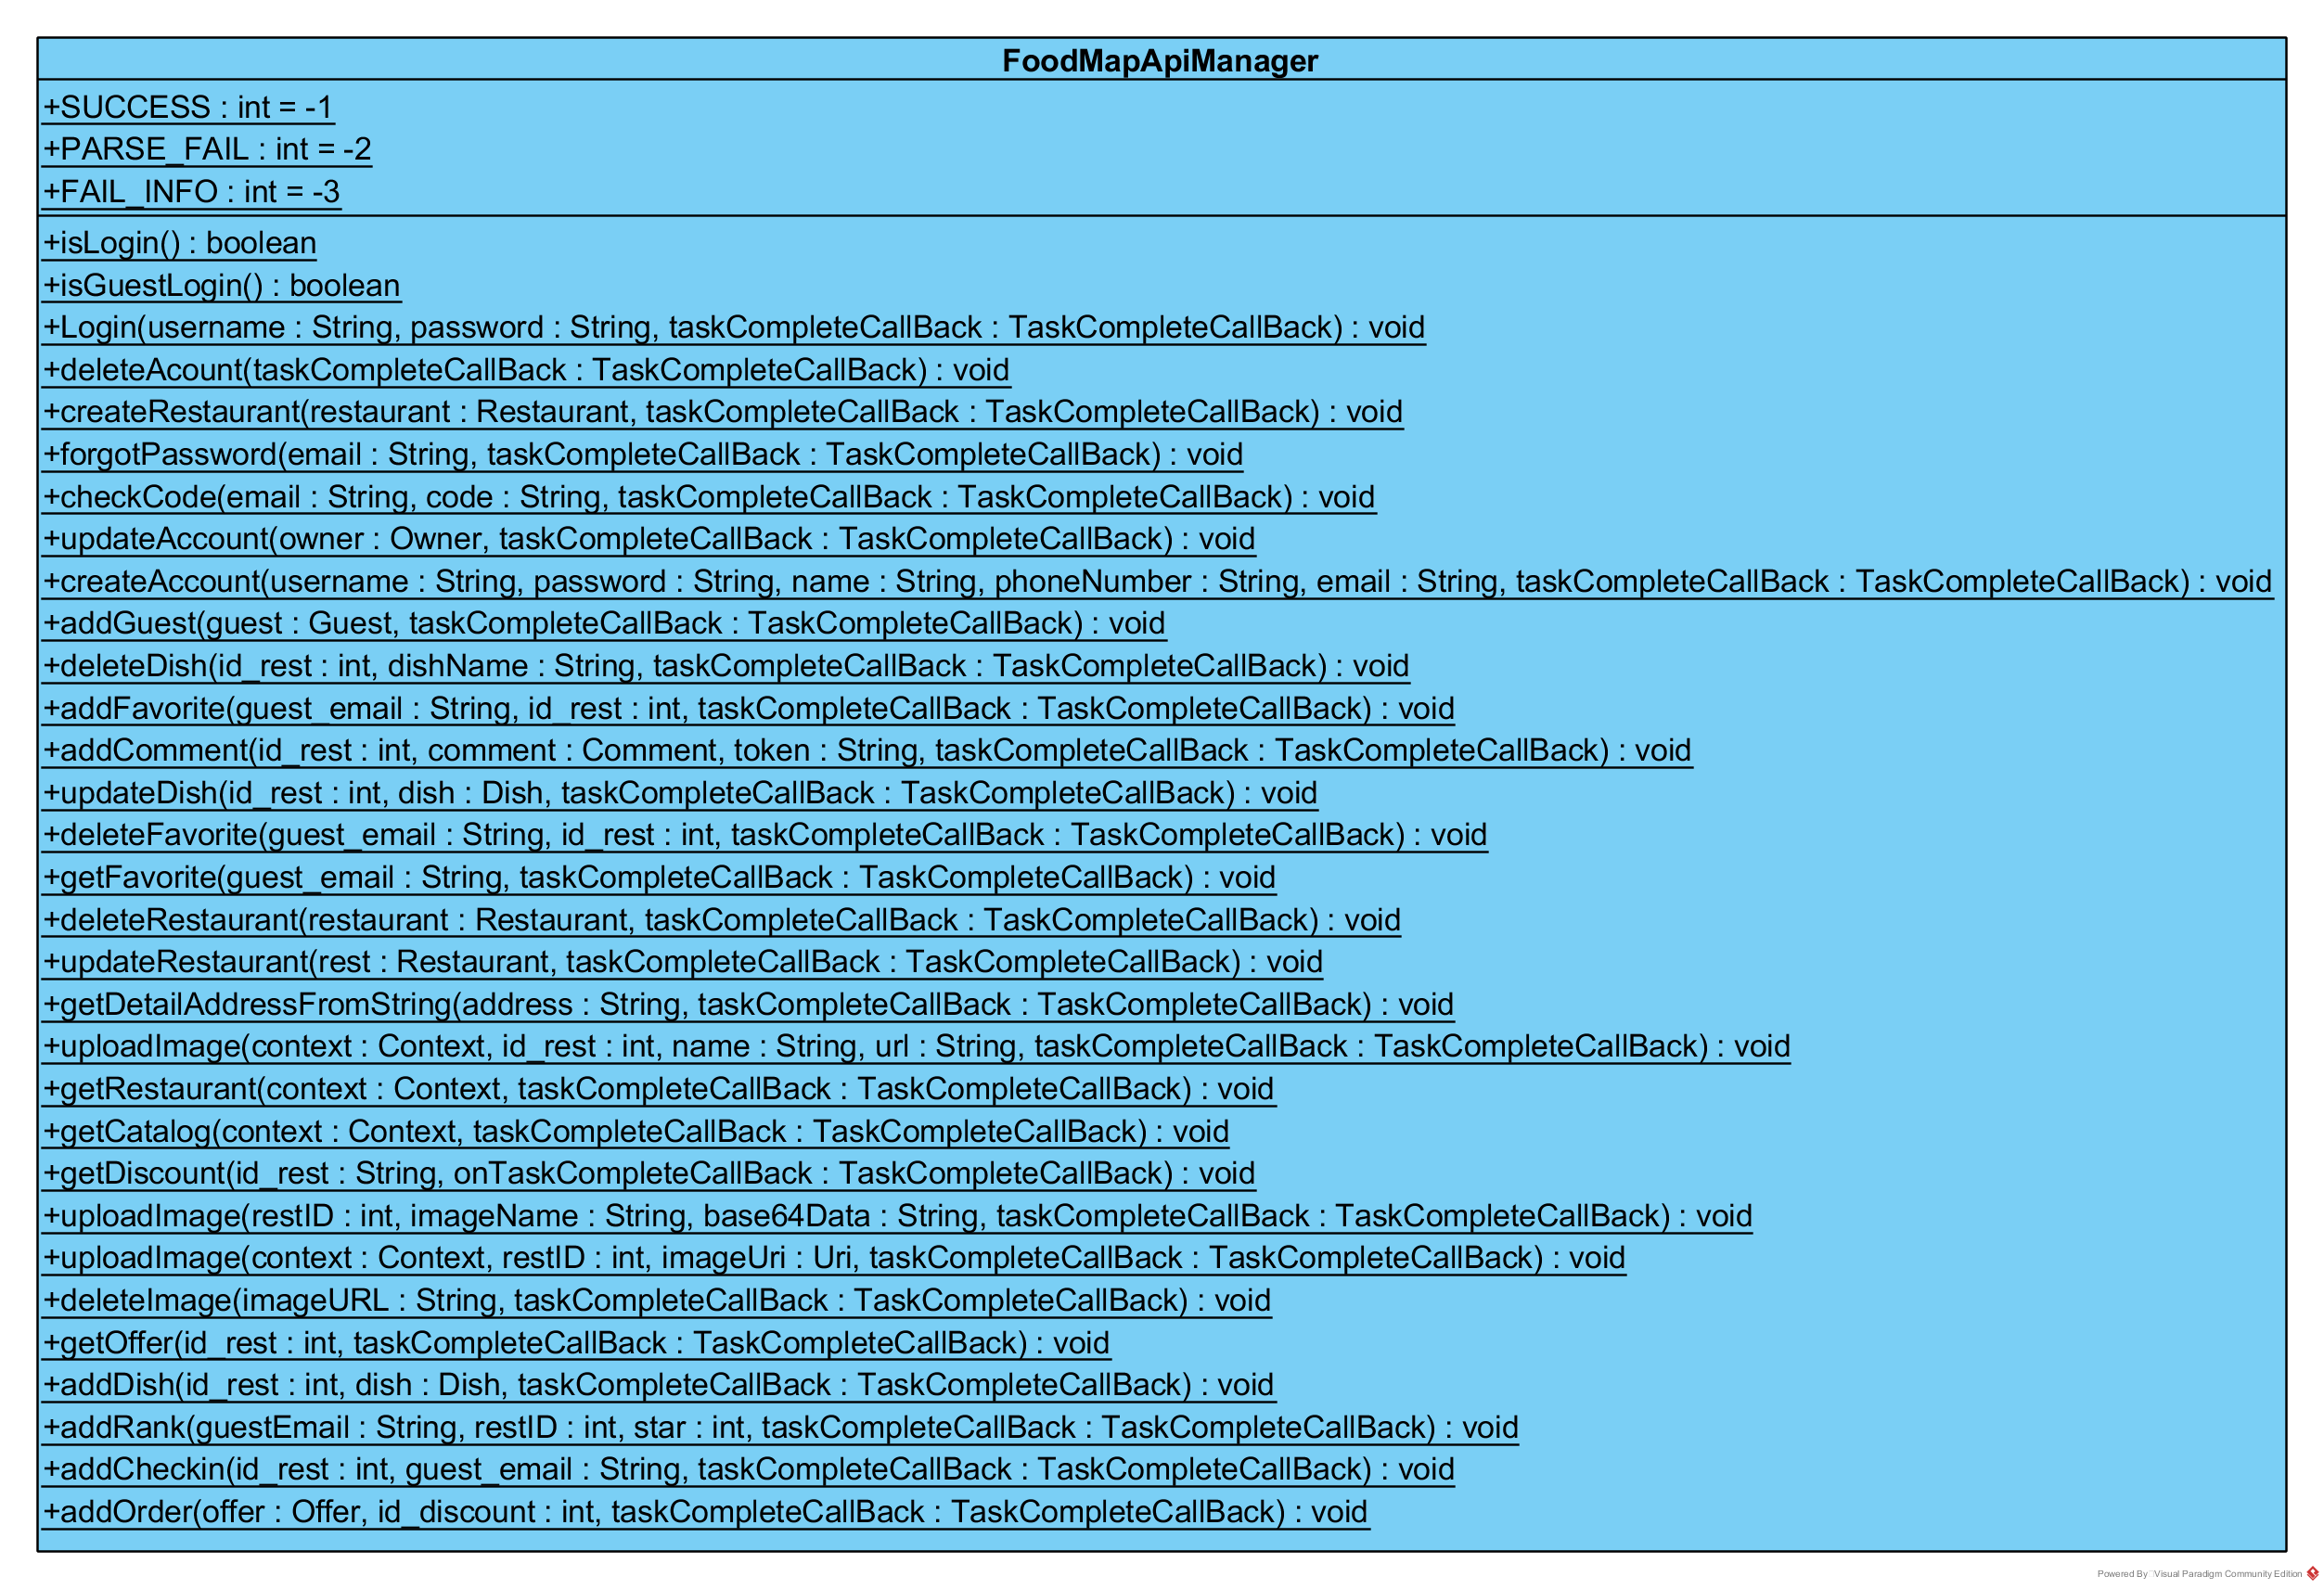 FoodMapApiManager
+SUCCESS : int = -1
+PARSE_FAIL : int = -2
+FAIL_INFO : int = -3
+isLogin() : boolean
+isGuestLogin() : boolean
+Login(username : String, password : String, taskCompleteCallBack : TaskCompleteCallBack) : void
+deleteAcount(taskCompleteCallBack : TaskCompleteCallBack) : void
+createRestaurant(restaurant : Restaurant, taskCompleteCallBack : TaskCompleteCallBack) : void
+forgotPassword(email : String, taskCompleteCallBack : TaskCompleteCallBack) : void
+checkCode(email : String, code : String, taskCompleteCallBack : TaskCompleteCallBack) : void
+updateAccount(owner : Owner, taskCompleteCallBack : TaskCompleteCallBack) : void
+createAccount(username : String, password : String, name : String, phoneNumber : String, email : String, taskCompleteCallBack : TaskCompleteCallBack) : void
+addGuest(guest : Guest, taskCompleteCallBack : TaskCompleteCallBack) : void
+deleteDish(id_rest : int, dishName : String, taskCompleteCallBack : TaskCompleteCallBack) : void
+addFavorite(guest_email : String, id_rest : int, taskCompleteCallBack : TaskCompleteCallBack) : void
+addComment(id_rest : int, comment : Comment, token : String, taskCompleteCallBack : TaskCompleteCallBack) : void
+updateDish(id_rest : int, dish : Dish, taskCompleteCallBack : TaskCompleteCallBack) : void
+deleteFavorite(guest_email : String, id_rest : int, taskCompleteCallBack : TaskCompleteCallBack) : void
+getFavorite(guest_email : String, taskCompleteCallBack : TaskCompleteCallBack) : void
+deleteRestaurant(restaurant : Restaurant, taskCompleteCallBack : TaskCompleteCallBack) : void
+updateRestaurant(rest : Restaurant, taskCompleteCallBack : TaskCompleteCallBack) : void
+getDetailAddressFromString(address : String, taskCompleteCallBack : TaskCompleteCallBack) : void
+uploadImage(context : Context, id_rest : int, name : String, url : String, taskCompleteCallBack : TaskCompleteCallBack) : void
+getRestaurant(context : Context, taskCompleteCallBack : TaskCompleteCallBack) : void
+getCatalog(context : Context, taskCompleteCallBack : TaskCompleteCallBack) : void
+getDiscount(id_rest : String, onTaskCompleteCallBack : TaskCompleteCallBack) : void
+uploadImage(restID : int, imageName : String, base64Data : String, taskCompleteCallBack : TaskCompleteCallBack) : void
+uploadImage(context : Context, restID : int, imageUri : Uri, taskCompleteCallBack : TaskCompleteCallBack) : void
+deleteImage(imageURL : String, taskCompleteCallBack : TaskCompleteCallBack) : void
+getOffer(id_rest : int, taskCompleteCallBack : TaskCompleteCallBack) : void
+addDish(id_rest : int, dish : Dish, taskCompleteCallBack : TaskCompleteCallBack) : void
+addRank(guestEmail : String, restID : int, star : int, taskCompleteCallBack : TaskCompleteCallBack) : void
+addCheckin(id_rest : int, guest_email : String, taskCompleteCallBack : TaskCompleteCallBack) : void
+addOrder(offer : Offer, id_discount : int, taskCompleteCallBack : TaskCompleteCallBack) : void
Powered By Visual Paradigm Community Edition